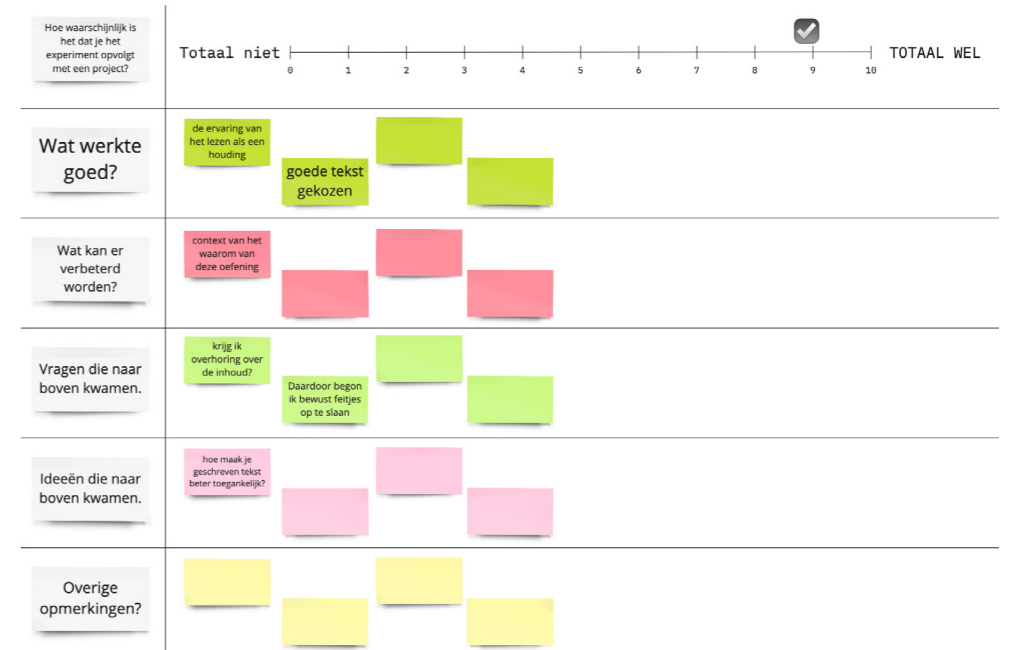 Hoe waarschijnlijk is
het dat je het
experiment opvolgt
met een project?
Totaal niet
TOTAAL WEL
0 1 2 3 4 5 6 7 8 9 10
Wat werkte
goed?
de ervaring van
het lezen als een
houding
goede tekst
gekozen
Wat kan er
verbeterd
worden?
context van het
waarom van
deze oefening
Vragen die naar
boven kwamen.
krijg ik
overhoring over
de inhoud?
Daardoor begon
ik bewust feitjes
op te slaan
Ideeën die naar
boven kwamen.
hoe maak je
geschreven tekst
beter toegankelijk?
Overige
opmerkingen?